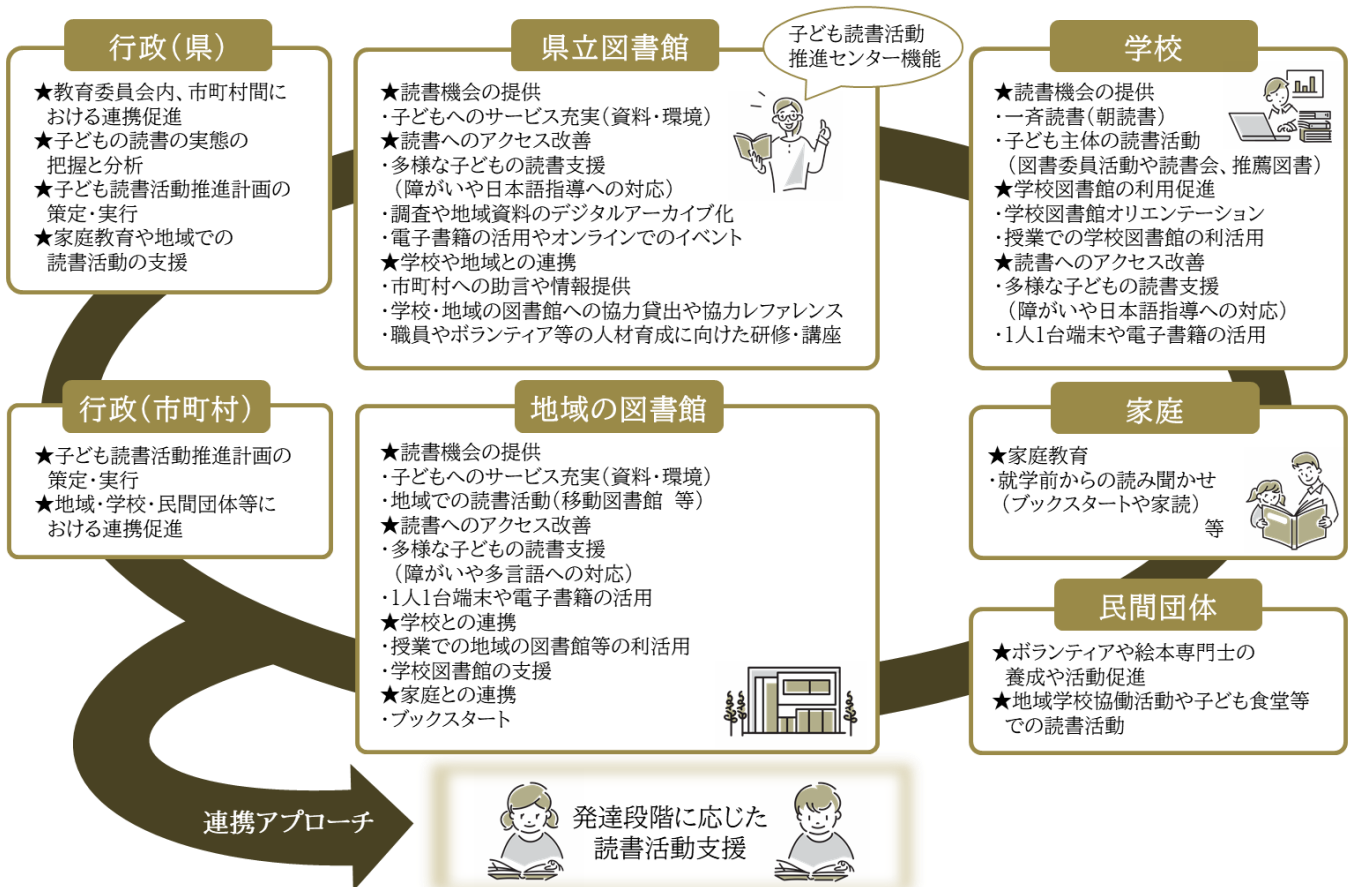 行政(県)
★教育委員会内、市町村間に
おける連携促進
★子どもの読書の実態の
把握と分析
★子ども読書活動推進計画の
策定・実行
★家庭教育や地域での
読書活動の支援
県立図書館
子ども読書活動
推進センター機能
★読書機会の提供
・子どもへのサービス充実(資料・環境)
★読書へのアクセス改善
・多様な子どもの読書支援
(障がいや日本語指導への対応)
・調査や地域資料のデジタルアーカイブ化
・電子書籍の活用やオンラインでのイベント
★学校や地域との連携
・市町村への助言や情報提供
・学校・地域の図書館への協力貸出や協力レファレンス
・職員やボランティア等の人材育成に向けた研修・講座
学校
★読書機会の提供
・一斉読書(朝読書)
・子ども主体の読書活動
(図書委員活動や読書会、推薦図書)
★学校図書館の利用促進
・学校図書館オリエンテーション
・授業での学校図書館の利活用
★読書へのアクセス改善
・多様な子どもの読書支援
(障がいや日本語指導への対応)
・1人1台端末や電子書籍の活用
行政(市町村)
★子ども読書活動推進計画の
策定・実行
★地域・学校・民間団体等に
おける連携促進
地域の図書館
★読書機会の提供
・子どもへのサービス充実(資料・環境)
・地域での読書活動(移動図書館 等)
★読書へのアクセス改善
・多様な子どもの読書支援
(障がいや多言語への対応)
・1人1台端末や電子書籍の活用
★学校との連携
・授業での地域の図書館等の利活用
・学校図書館の支援
★家庭との連携
・ブックスタート
家庭
★家庭教育
・就学前からの読み聞かせ
(ブックスタートや家読)
等
民間団体
★ボランティアや絵本専門士の
養成や活動促進
★地域学校協働活動や子ども食堂等
での読書活動
連携アプローチ
発達段階に応じた
読書活動支援